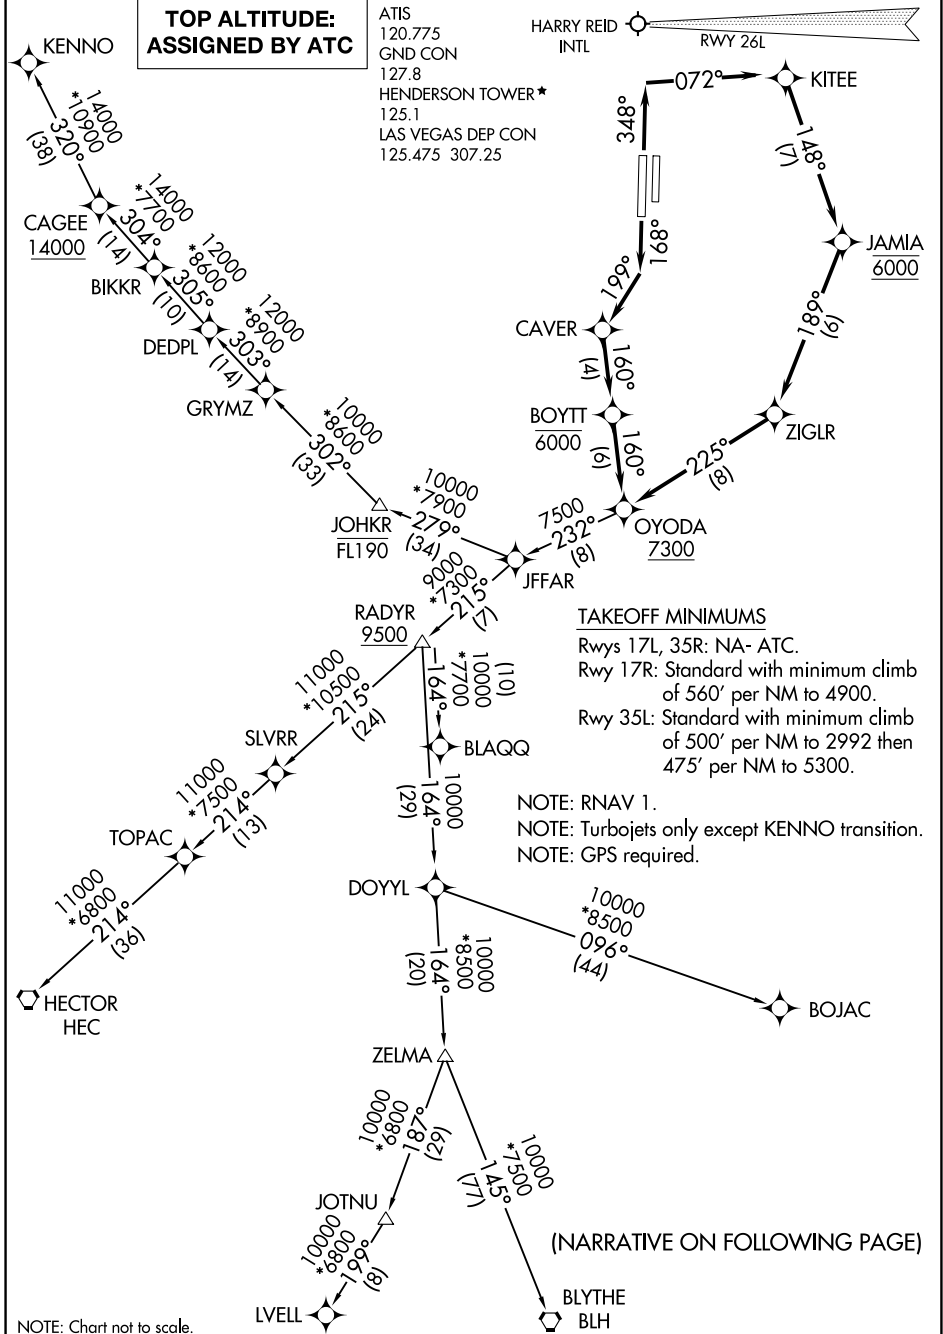 TOP ALTITUDE:
ASSIGNED BY ATC
ATIS
120.775
GND CON
127.8
HENDERSON TOWER★
125.1
LAS VEGAS DEP CON
125.475 307.25
HARRY REID
INTL
RWY 26L
KENNO
14000
*10900
320°
(38)
CAGEE
14000
14000
*7700
304°
(14)
BIKKR
12000
*8600
305°
(10)
DEDPL
12000
*8900
303°
(14)
GRYMZ
10000
*8600
302°
(33)
JOHKR
FL190
10000
*7900
279°
(34)
JFFAR
348°
072°
KITEE
148°
(7)
JAMIA
6000
189°
(6)
ZIGLR
225°
(8)
168°
199°
CAVER
160°
(4)
BOYTT
6000
160°
(6)
OYODA
7300
7500
232°
(8)
9000
*7300
215°
(7)
RADYR
9500
164°
10000
*7700
(10)
BLAQQ
11000
*10500
215°
(24)
SLVRR
11000
*7500
214°
(13)
TOPAC
11000
*6800
214°
(36)
HECTOR
HEC
TAKEOFF MINIMUMS
Rwys 17L, 35R: NA- ATC.
Rwy 17R: Standard with minimum climb
of 560' per NM to 4900.
Rwy 35L: Standard with minimum climb
of 500' per NM to 2992 then
475' per NM to 5300.
NOTE: RNAV 1.
NOTE: Turbojets only except KENNO transition.
NOTE: GPS required.
10000
164°
(29)
DOYYL
10000
*8500
096°
(44)
BOJAC
10000
*8500
164°
(20)
ZELMA
10000
*6800
187°
(29)
JOTNU
10000
*6800
199°
(8)
LVELL
10000
*7500
145°
(77)
BLYTHE
BLH
(NARRATIVE ON FOLLOWING PAGE)
NOTE: Chart not to scale.